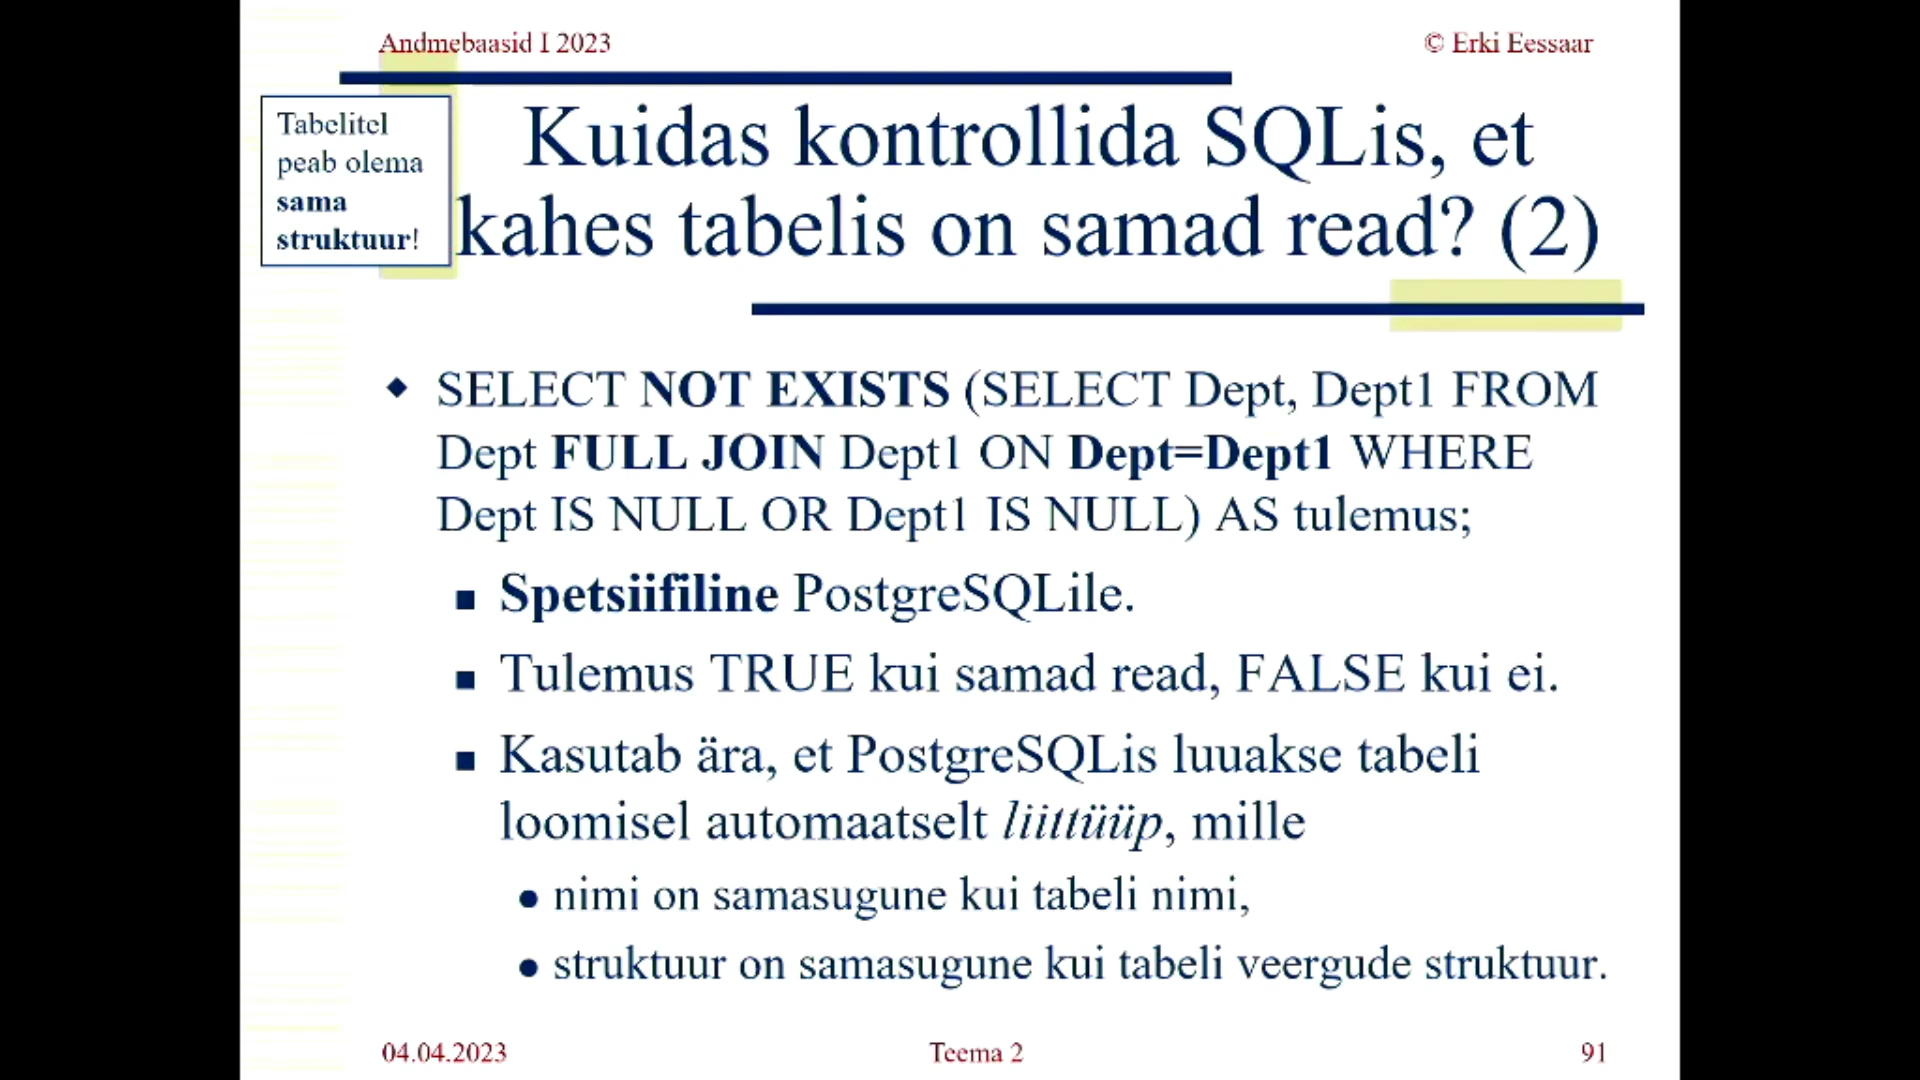 Andmebaasid I 2023
© Erki Eessaar
Tabelitel
peab olema
sama
struktuur!
Kuidas kontrollida SQLis, et
kahes tabelis on samad read? (2)
SELECT NOT EXISTS (SELECT Dept, Dept1 FROM
Dept FULL JOIN Dept1 ON Dept=Dept1 WHERE
Dept IS NULL OR Dept1 IS NULL) AS tulemus;
Spetsiifiline PostgreSQLile.
Tulemus TRUE kui samad read, FALSE kui ei.
Kasutab ära, et PostgreSQLis luuakse tabeli
loomisel automaatselt liittüüp, mille
nimi on samasugune kui tabeli nimi,
struktuur on samasugune kui tabeli veergude struktuur.
04.04.2023
Teema 2
91